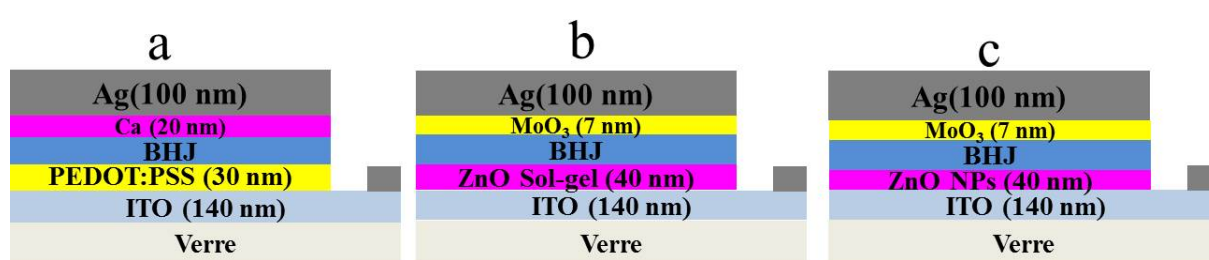 a
Ag(100 nm)
Ca (20 nm)
BHJ
PEDOT:PSS (30 nm)
ITO (140 nm)
Verre
b
Ag(100 nm)
MoO₃ (7 nm)
BHJ
ZnO Sol-gel (40 nm)
ITO (140 nm)
Verre
c
Ag(100 nm)
MoO₃ (7 nm)
BHJ
ZnO NPs (40 nm)
ITO (140 nm)
Verre